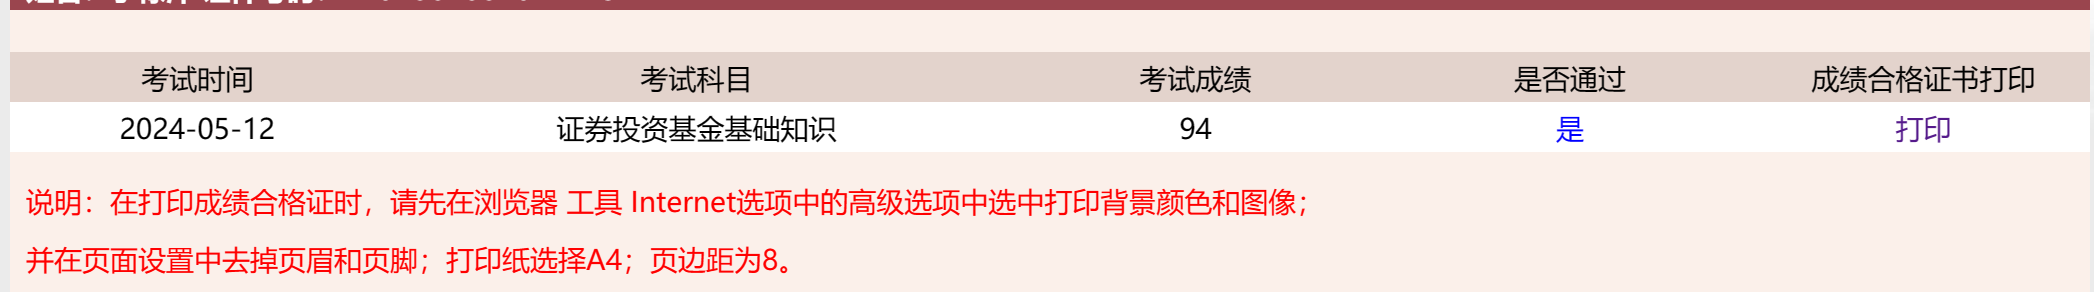 考试时间 考试科目 考试成绩 是否通过 成绩合格证书打印
2024-05-12 证券投资基金基础知识 94 是 打印
说明：在打印成绩合格证时，请先在浏览器 工具 Internet选项中的高级选项中选中打印背景颜色和图像；
并在页面设置中去掉页眉和页脚；打印纸选择A4；页边距为8。